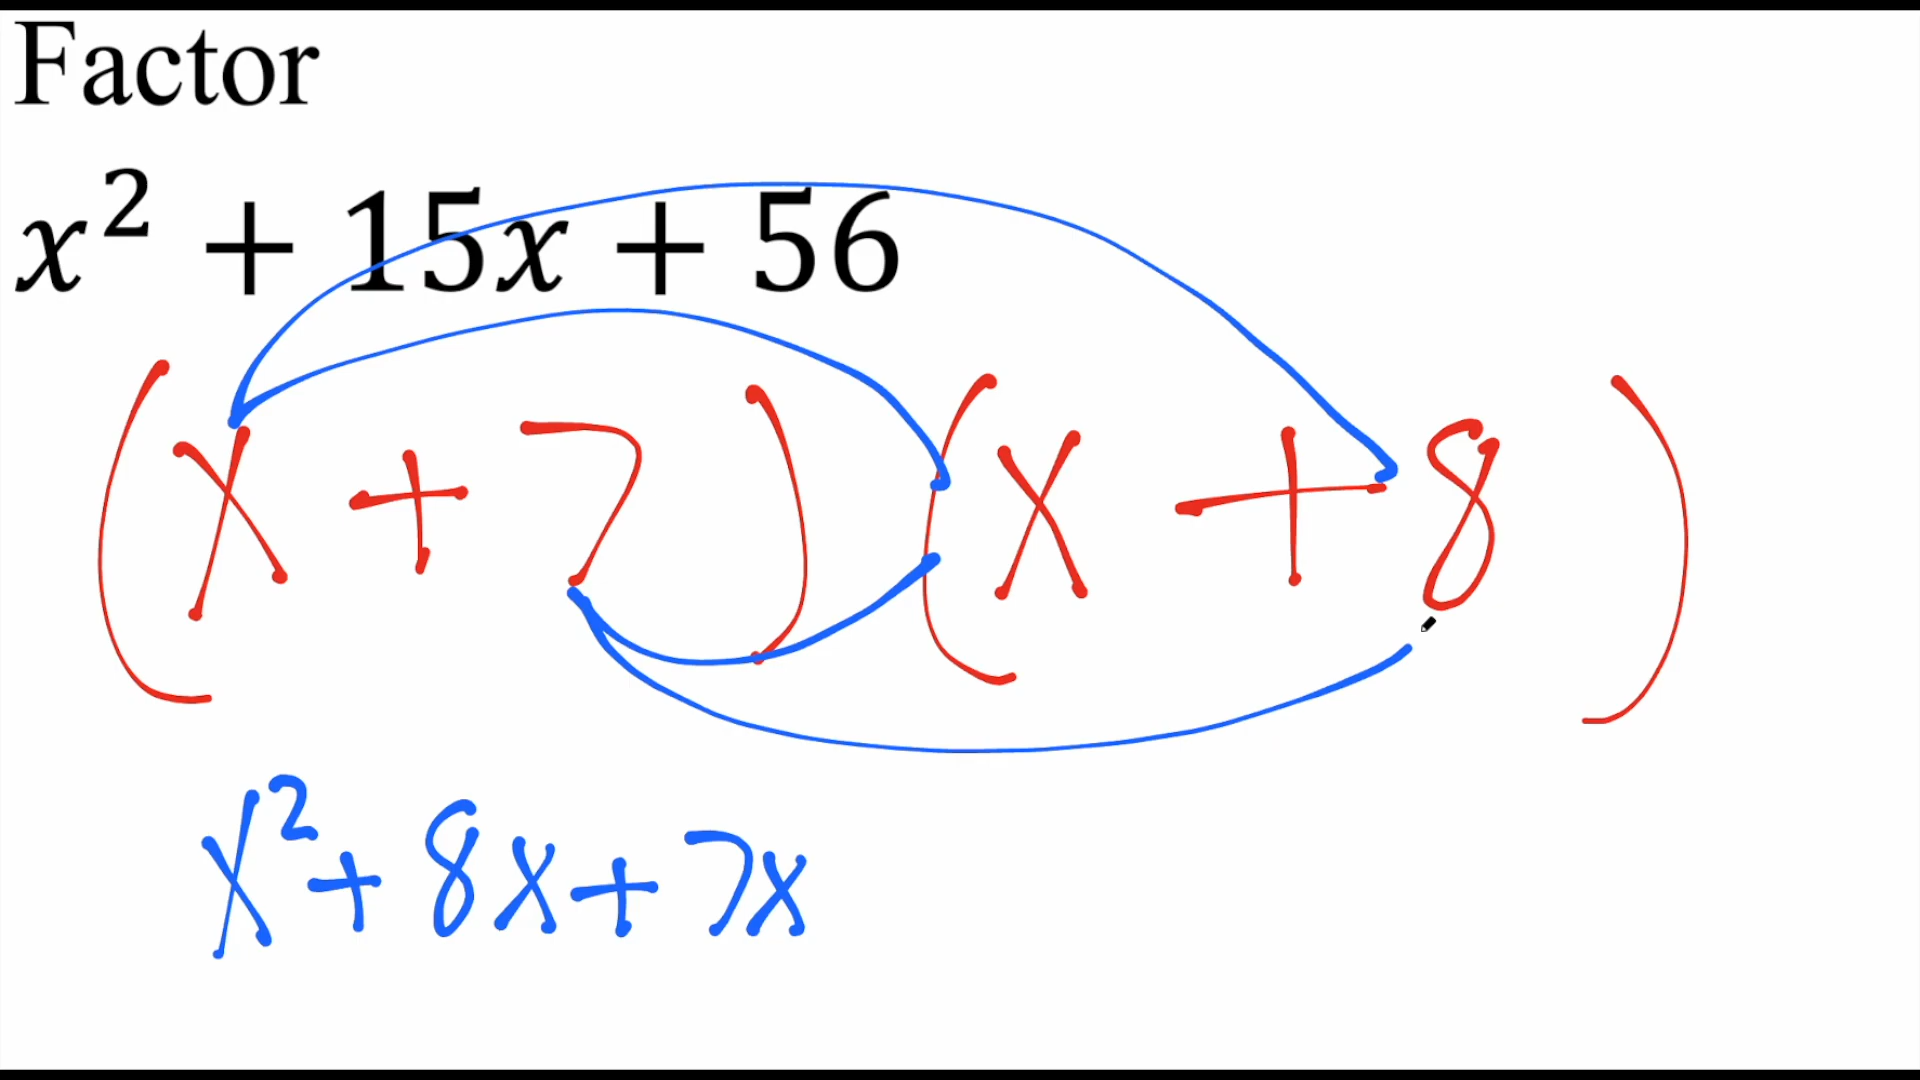 Factor
x² + 15x + 56
(x + 7)(x + 8)
x² + 8x + 7x